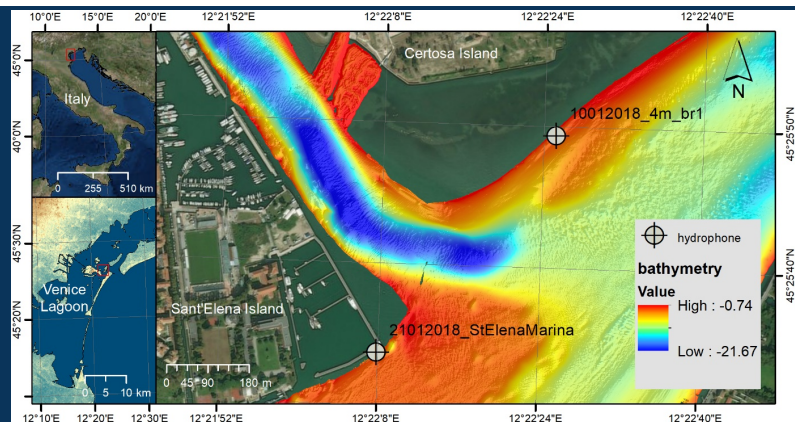 10°0'E 15°0'E 20°0'E
12°21'52"E 12°22'8"E 12°22'24"E 12°22'40"E
45°0'N
40°0'N
Italy
0 255 510 km
Certosa Island
N
10012018_4m_br1
45°25'50"N
45°30'N
45°20'N
Venice
Lagoon
0 5 10 km
Sant'Elena Island
21012018_StElenaMarina
0 45 90 180 m
hydrophone
bathymetry
Value
High : -0.74
Low : -21.67
45°25'40"N
12°10'E 12°20'E 12°30'E
12°21'52"E 12°22'8"E 12°22'24"E 12°22'40"E